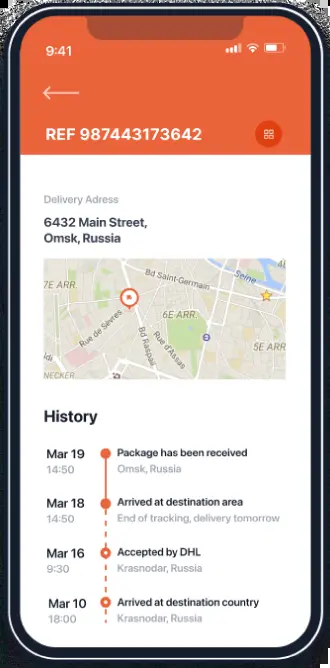 9:41
REF 987443173642
Delivery Adress
6432 Main Street,
Omsk, Russia
Bd Saint-Germain
Seine
7E ARR.
6E ARR.
Rue de Sèvres
Bd Raspail
Rue d'Assas
5E ARR.
NECKER
History
Mar 19 Package has been received
14:50 Omsk, Russia
Mar 18 Arrived at destination area
14:50 End of tracking, delivery tomorrow
Mar 16 Accepted by DHL
9:30 Krasnodar, Russia
Mar 10 Arrived at destination country
18:00 Krasnodar, Russia